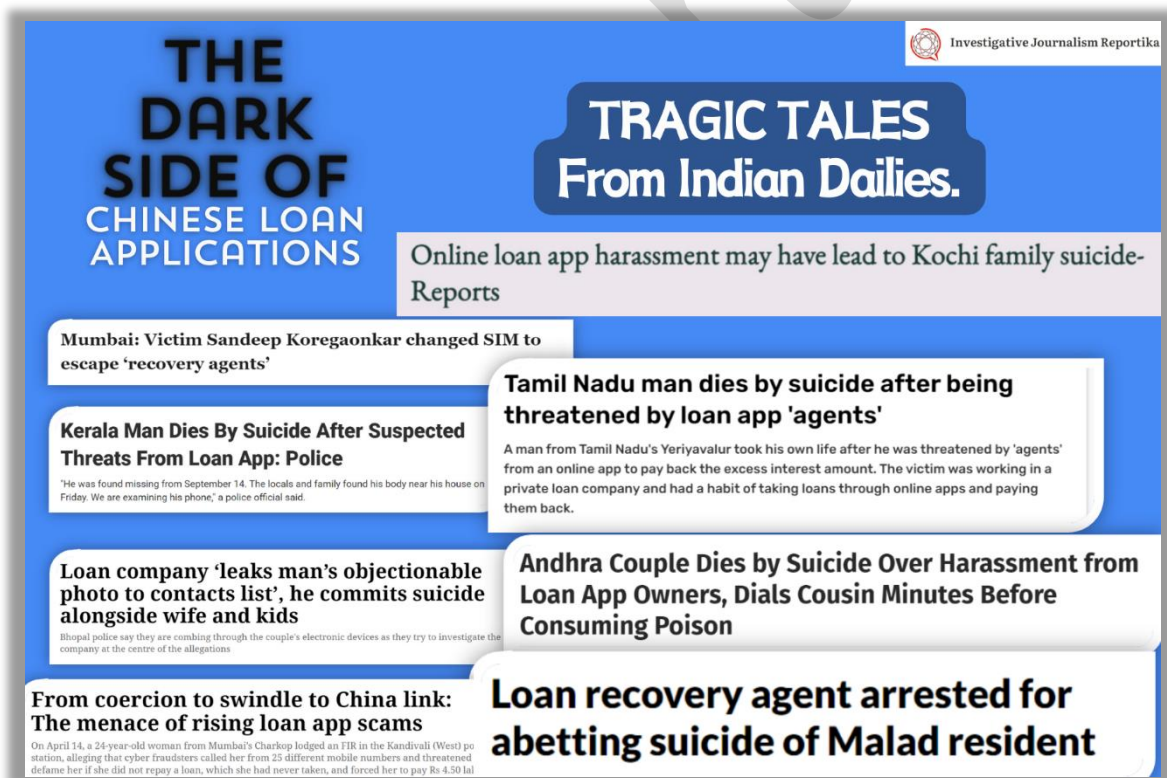 THE
DARK
SIDE OF
CHINESE LOAN
APPLICATIONS
Investigative Journalism Reportika
TRAGIC TALES
From Indian Dailies.
Online loan app harassment may have lead to Kochi family suicide-
Reports
Mumbai: Victim Sandeep Koregaonkar changed SIM to
escape ‘recovery agents’
Tamil Nadu man dies by suicide after being
threatened by loan app 'agents'
A man from Tamil Nadu's Yeriyavalur took his own life after he was threatened by 'agents'
from an online app to pay back the excess interest amount. The victim was working in a
private loan company and had a habit of taking loans through online apps and paying
them back.
Kerala Man Dies By Suicide After Suspected
Threats From Loan App: Police
"He was found missing from September 14. The locals and family found his body near his house on
Friday. We are examining his phone," a police official said.
Loan company ‘leaks man’s objectionable
photo to contacts list’, he commits suicide
alongside wife and kids
Bhopal police say they are combing through the couple's electronic devices as they try to investigate the
company at the centre of the allegations
Andhra Couple Dies by Suicide Over Harassment from
Loan App Owners, Dials Cousin Minutes Before
Consuming Poison
From coercion to swindle to China link:
The menace of rising loan app scams
On April 14, a 24-year-old woman from Mumbai's Charkop lodged an FIR in the Kandivali (West) po
station, alleging that cyber fraudsters called her from 25 different mobile numbers and threatened
defame her if she did not repay a loan, which she had never taken, and forced her to pay Rs 4.50 lal
Loan recovery agent arrested for
abetting suicide of Malad resident